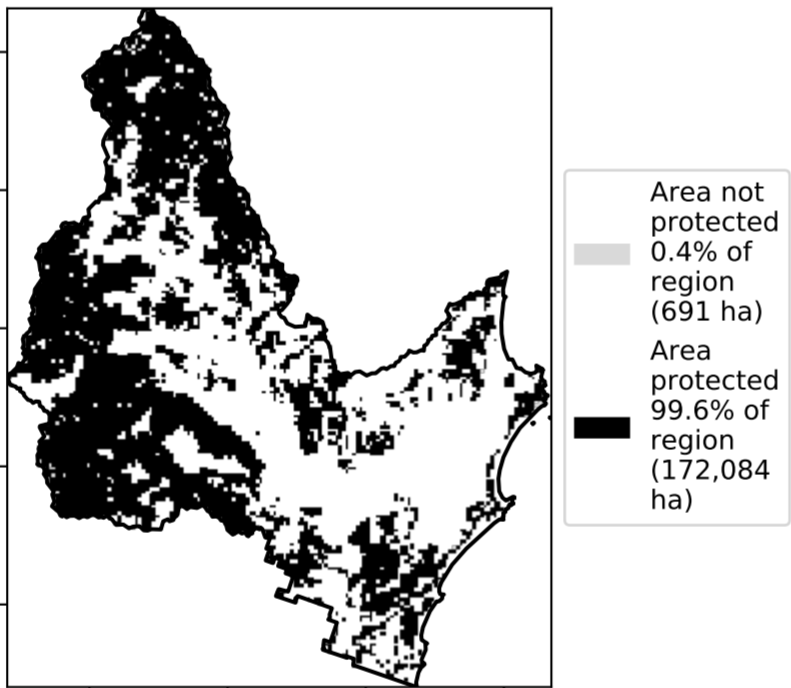 Area not
protected
0.4% of
region
(691 ha)
Area
protected
99.6% of
region
(172,084
ha)